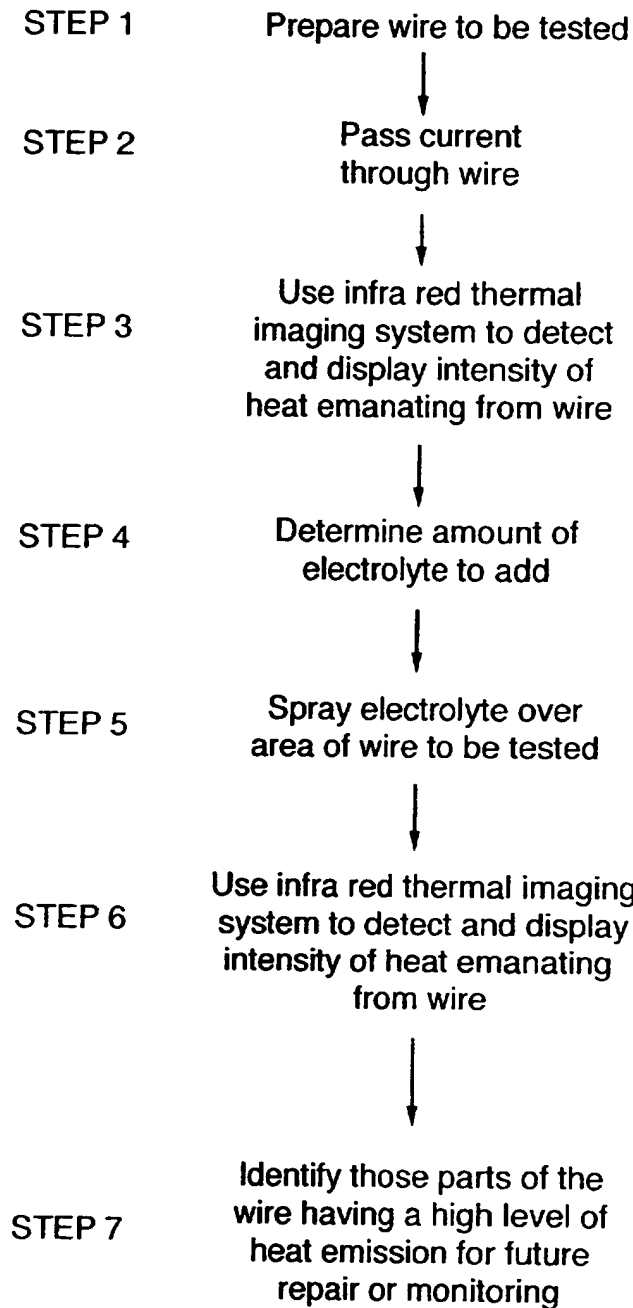 STEP 1 Prepare wire to be tested
STEP 2 Pass current
through wire
STEP 3 Use infra red thermal
imaging system to detect
and display intensity of
heat emanating from wire
STEP 4 Determine amount of
electrolyte to add
STEP 5 Spray electrolyte over
area of wire to be tested
STEP 6 Use infra red thermal imaging
system to detect and display
intensity of heat emanating
from wire
STEP 7 Identify those parts of the
wire having a high level of
heat emission for future
repair or monitoring